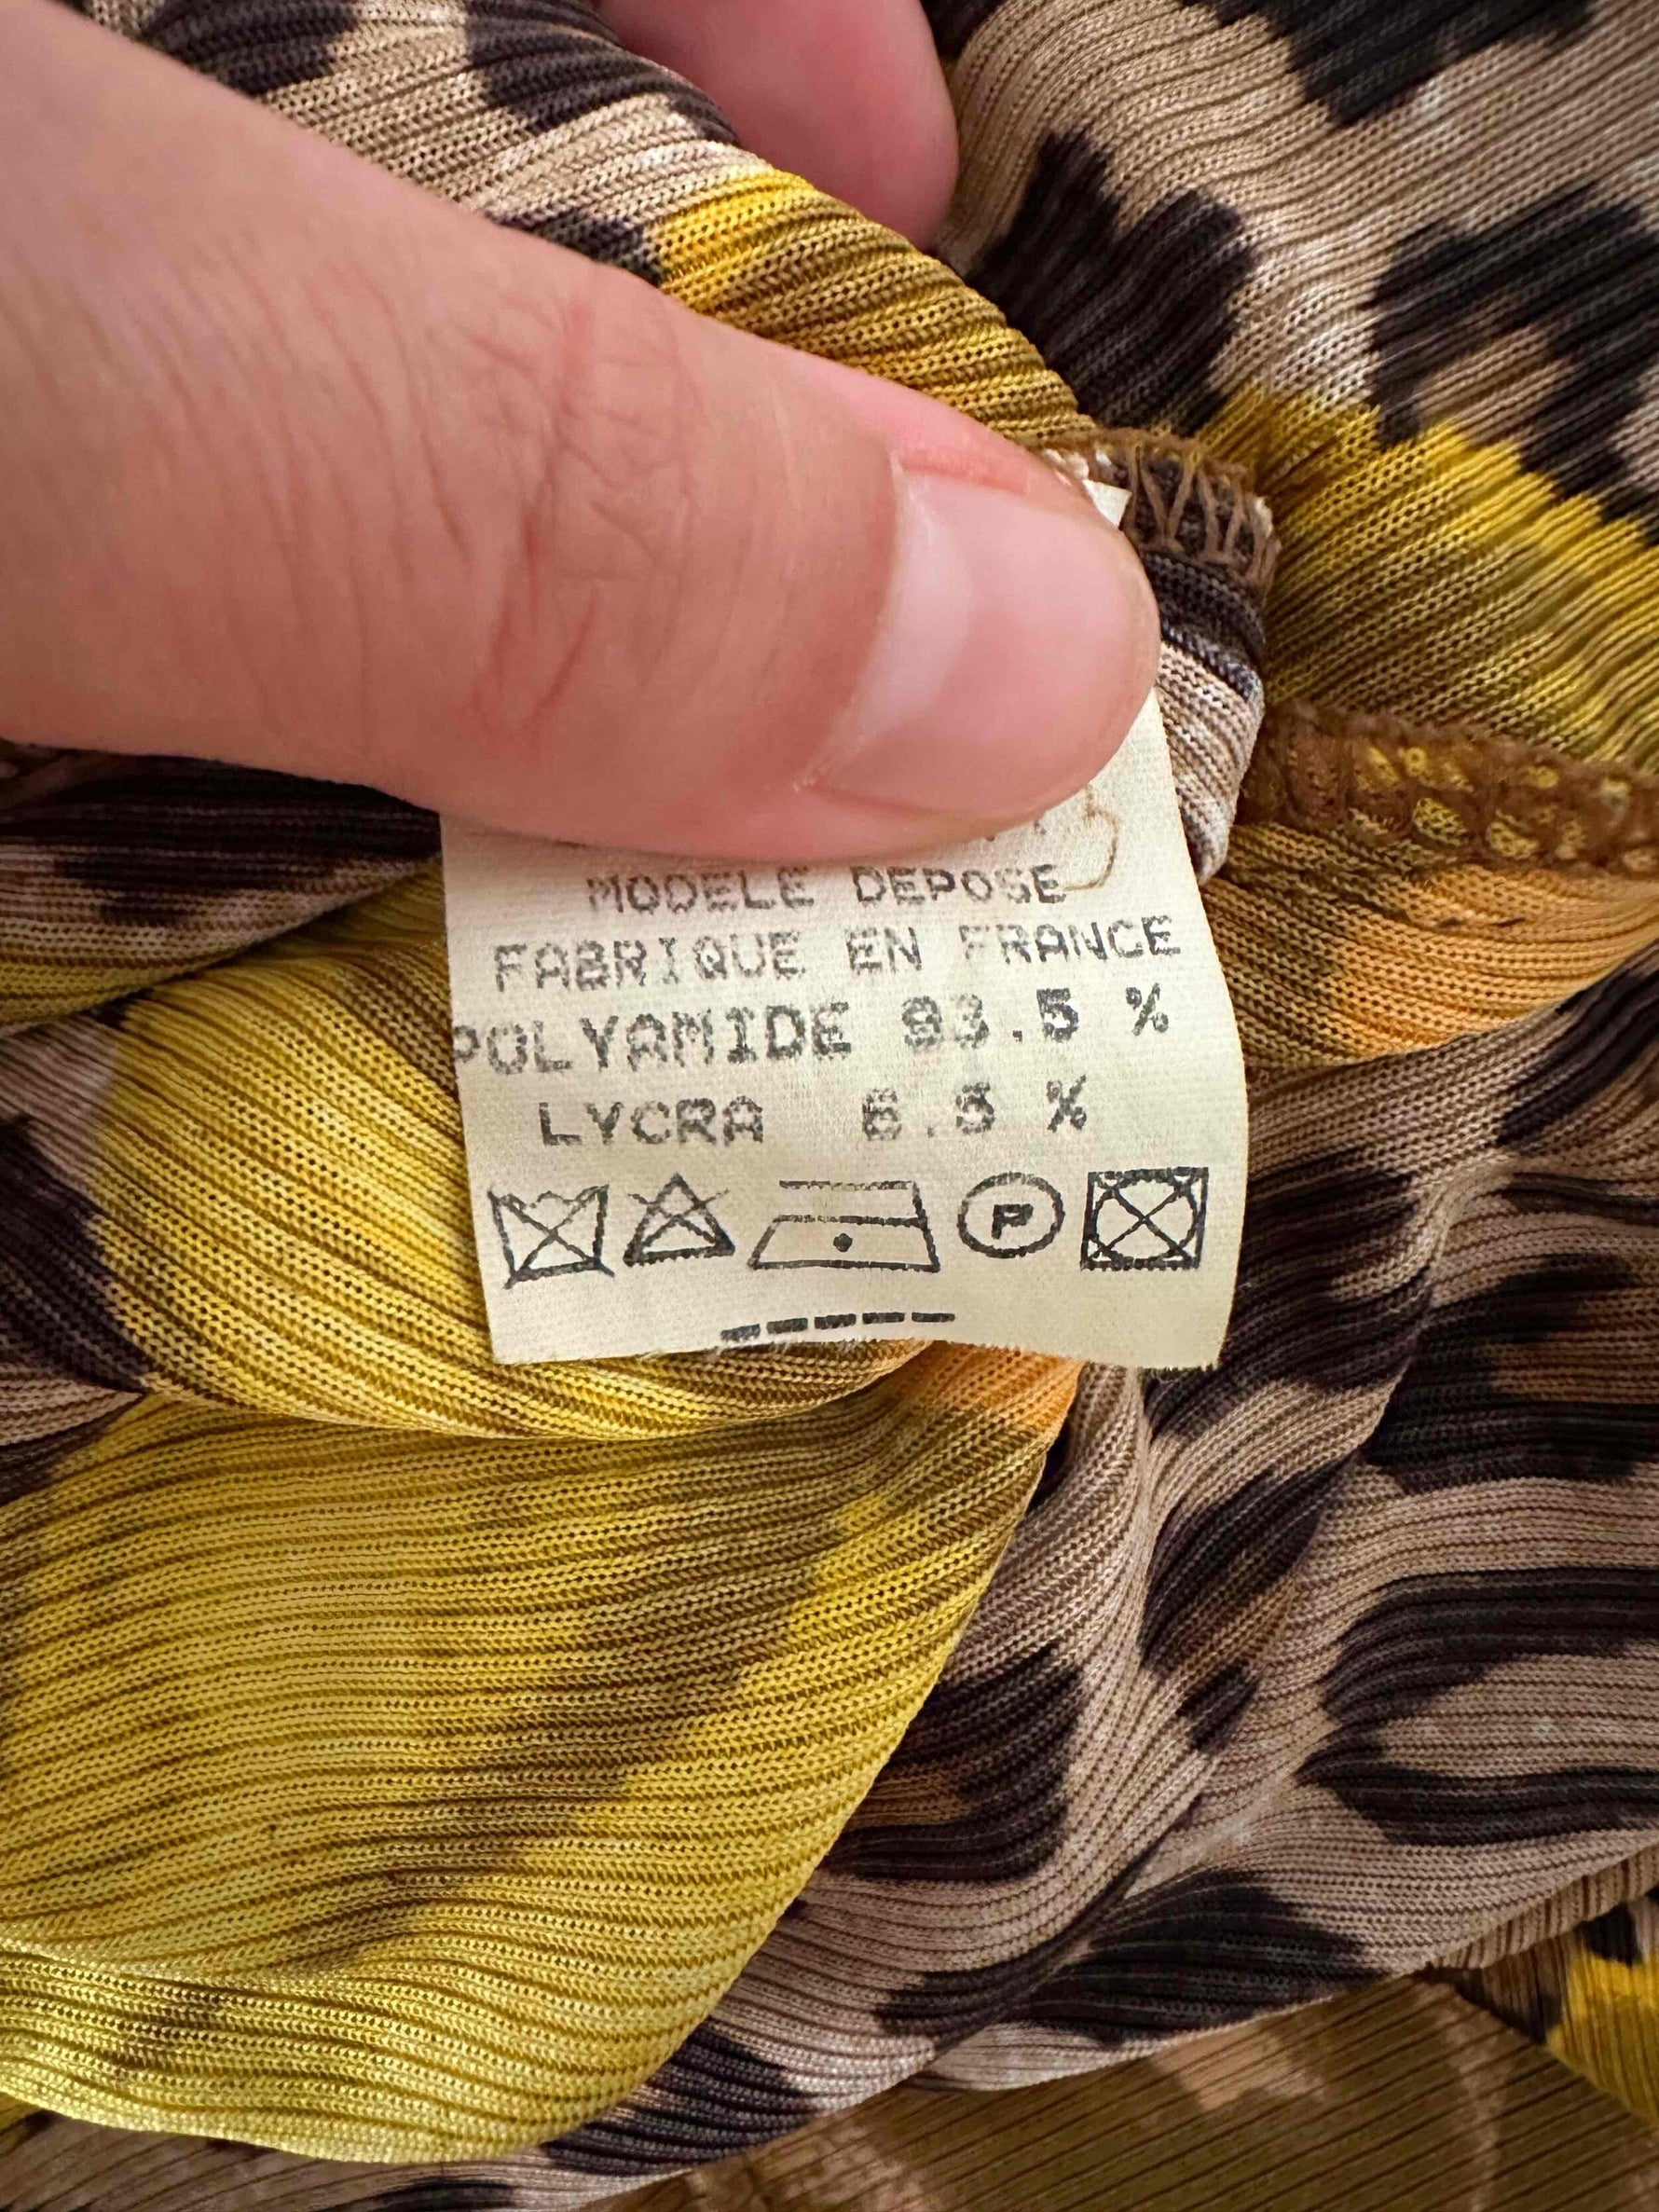 MODELE DEPOSE
FABRIQUE EN FRANCE
POLYAMIDE 93.5 %
LYCRA 6.5 %
P